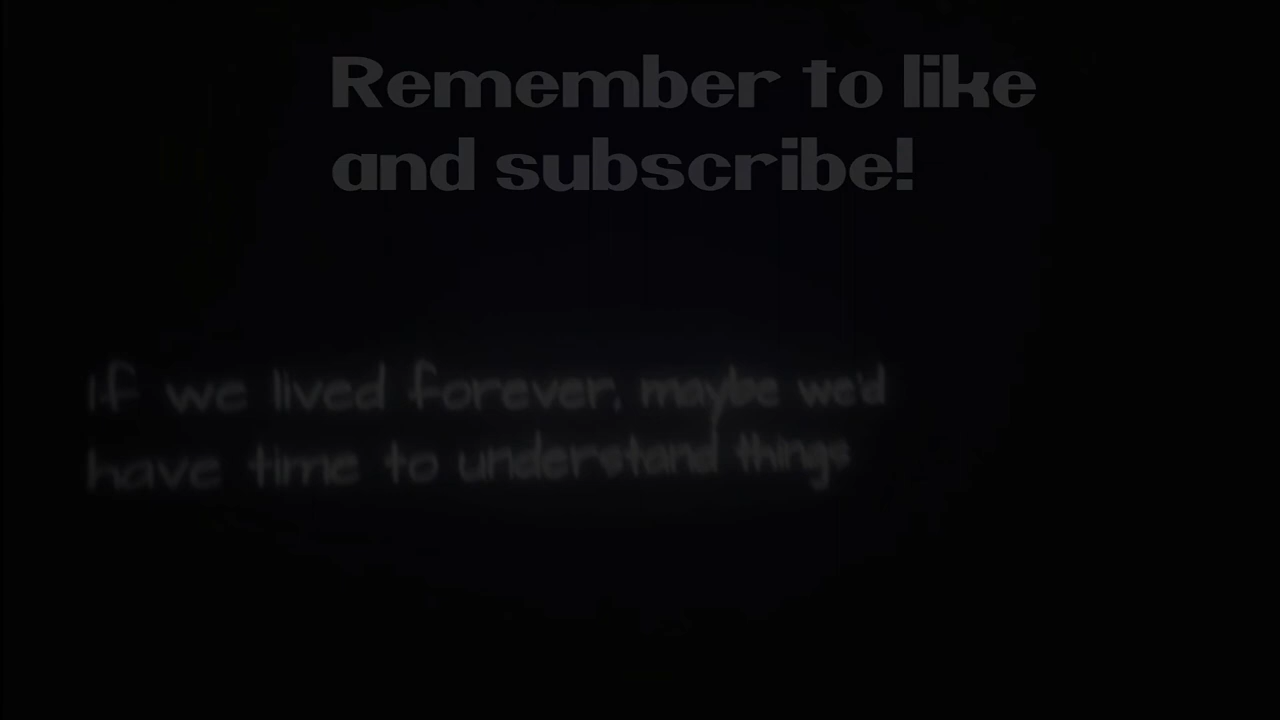 Remember to like
and subscribe!
if we lived forever, maybe we'd
have time to understand things